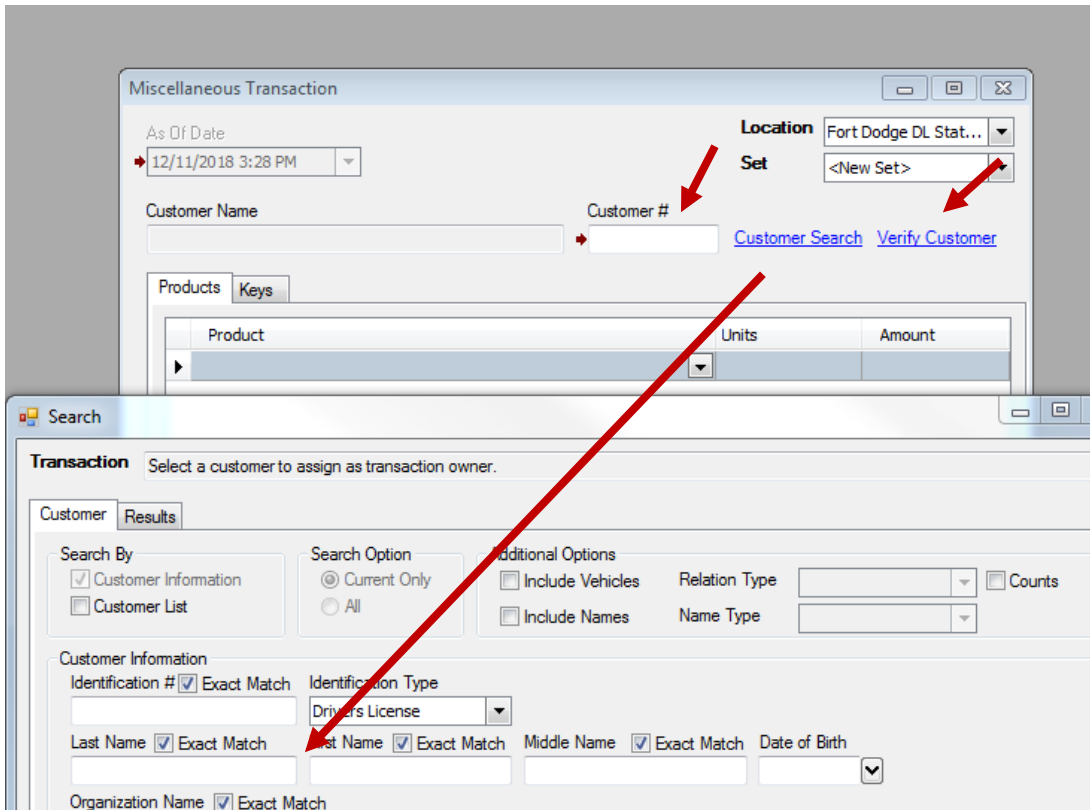 Miscellaneous Transaction
As Of Date
Location Fort Dodge DL Stat...
12/11/2018 3:28 PM
Set <New Set>
Customer Name Customer #
Customer Search Verify Customer
Products Keys
Product Units Amount
Search
Transaction Select a customer to assign as transaction owner.
Customer Results
Search By Search Option Additional Options
Customer Information Current Only Include Vehicles Relation Type Counts
Customer List All Include Names Name Type
Customer Information
Identification # Exact Match Identification Type
Drivers License
Last Name Exact Match First Name Exact Match Middle Name Exact Match Date of Birth
Organization Name Exact Match